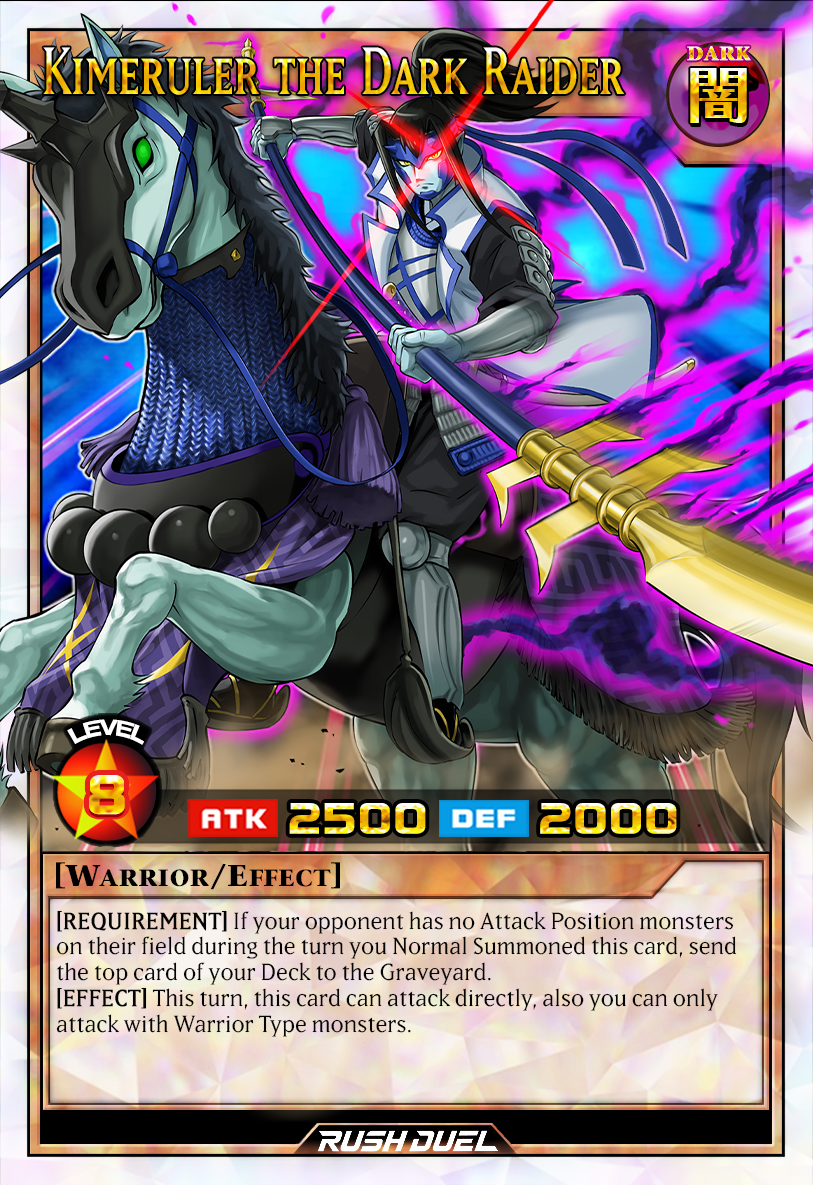 KIMERULER THE DARK RAIDER
DARK
闇
LEVEL
8
ATK 2500 DEF 2000
[WARRIOR/EFFECT]
[REQUIREMENT] If your opponent has no Attack Position monsters
on their field during the turn you Normal Summoned this card, send
the top card of your Deck to the Graveyard.
[EFFECT] This turn, this card can attack directly, also you can only
attack with Warrior Type monsters.
RUSH DUEL